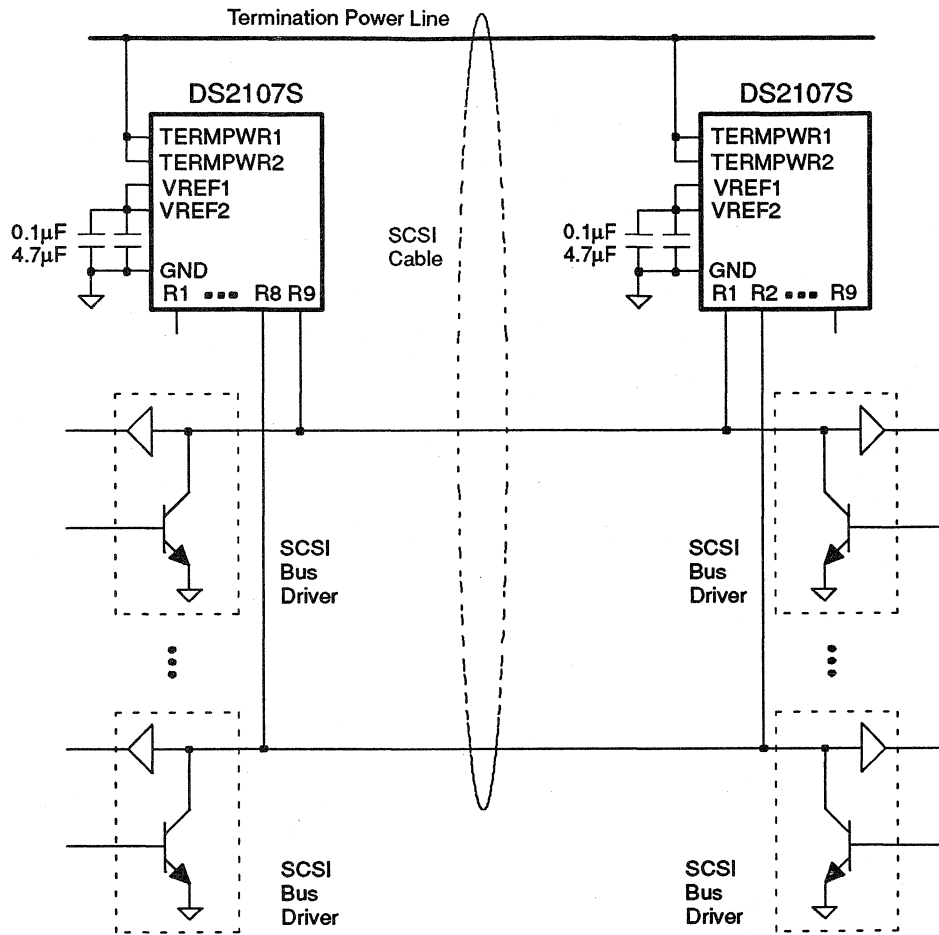 Termination Power Line
DS2107S
TERMPWR1
TERMPWR2
VREF1
VREF2
0.1µF
4.7µF
GND
R1 ••• R8 R9
SCSI
Cable
DS2107S
TERMPWR1
TERMPWR2
VREF1
VREF2
0.1µF
4.7µF
GND
R1 R2 ••• R9
SCSI
Bus
Driver
SCSI
Bus
Driver
SCSI
Bus
Driver
SCSI
Bus
Driver